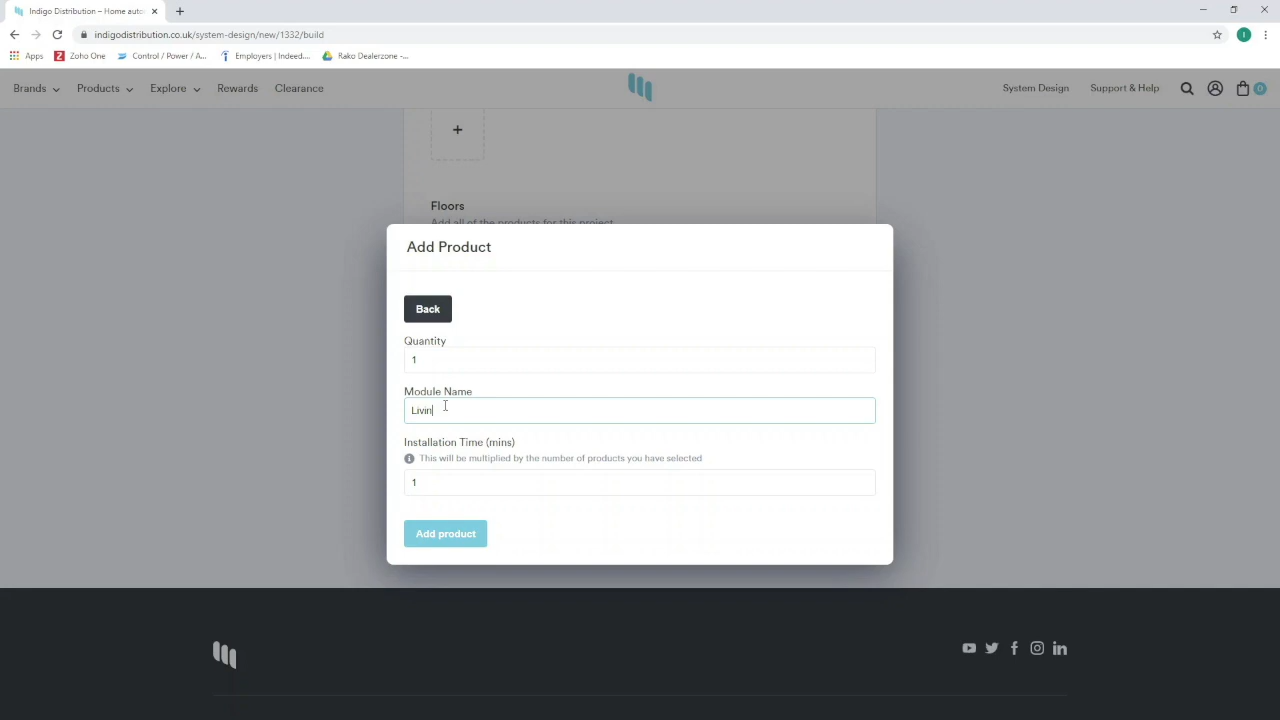 Indigo Distribution – Home auto
indigodistribution.co.uk/system-design/new/1332/build
Apps
Zoho One
Control / Power / A...
Employers | Indeed....
Rako Dealerzone -...
Brands
Products
Explore
Rewards
Clearance
System Design
Support & Help
0
+
Floors
Add all of the products for this project
Add Product
Back
Quantity
1
Module Name
Livin
Installation Time (mins)
This will be multiplied by the number of products you have selected
1
Add product